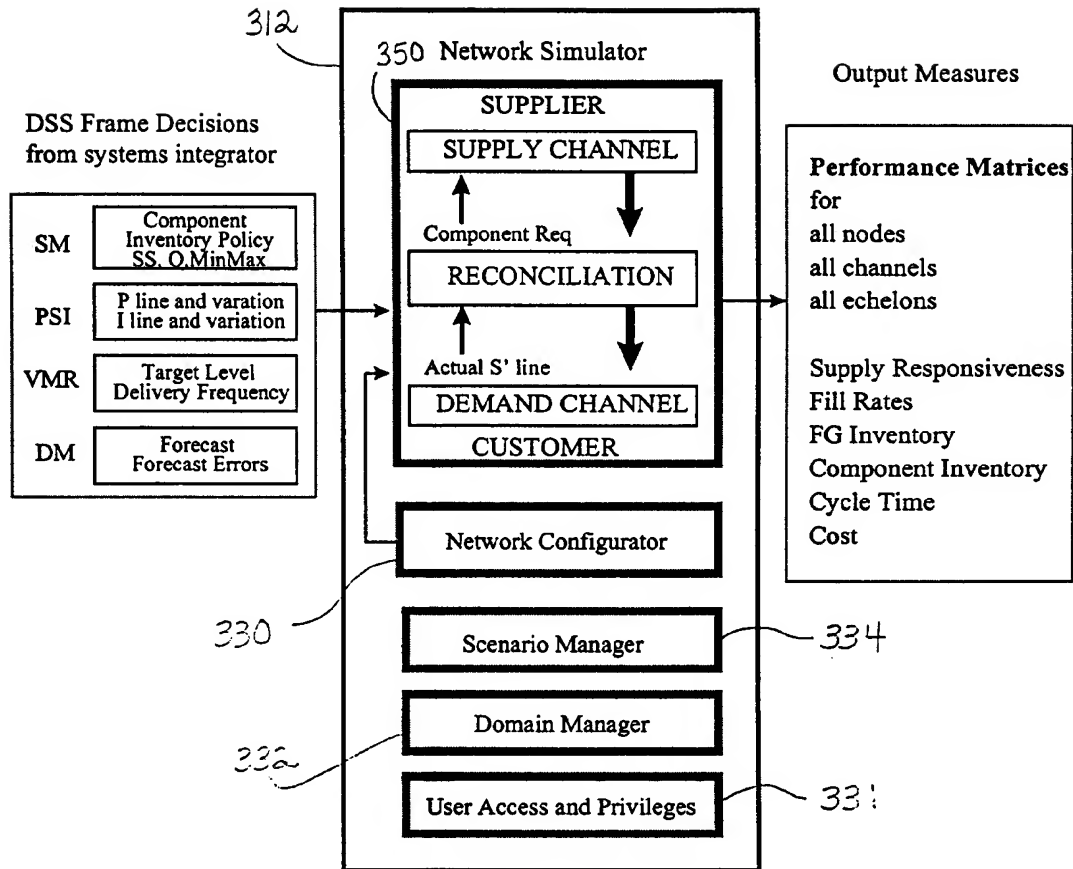 312
Network Simulator
350
SUPPLIER
SUPPLY CHANNEL
Component Req
RECONCILIATION
Actual S' line
DEMAND CHANNEL
CUSTOMER
DSS Frame Decisions
from systems integrator
SM
Component
Inventory Policy
SS, Q,MinMax
PSI
P line and varation
I line and variation
VMR
Target Level
Delivery Frequency
DM
Forecast
Forecast Errors
Network Configurator
330
Scenario Manager
334
Domain Manager
332
User Access and Privileges
331
Output Measures
Performance Matrices
for
all nodes
all channels
all echelons
Supply Responsiveness
Fill Rates
FG Inventory
Component Inventory
Cycle Time
Cost